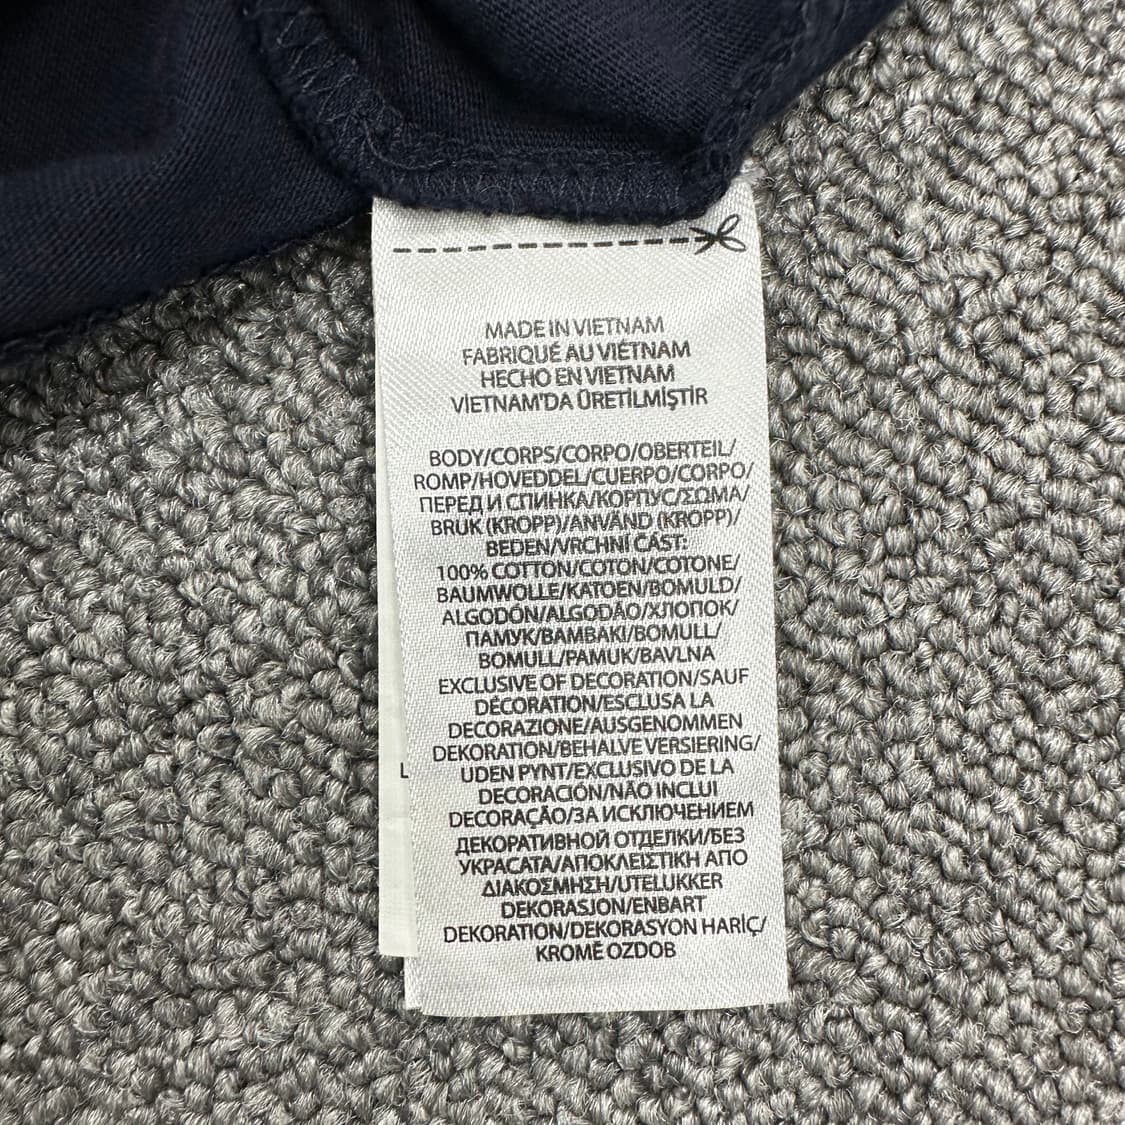 MADE IN VIETNAM
FABRIQUÉ AU VIÊTNAM
HECHO EN VIETNAM
VİETNAM'DA ÜRETİLMİŞTİR
BODY/CORPS/CORPO/OBERTEIL/
ROMP/HOVEDDEL/CUERPO/CORPO/
ПЕРЕД И СПИНКА/КОРПУС/ΣΩΜΑ/
BRUK (KROPP)/ANVÄND (KROPP)/
BEDEN/VRCHNÍ ČÁST:
100% COTTON/COTON/COTONE/
BAUMWOLLE/KATOEN/BOMULD/
ALGODÓN/ALGODÃO/ХЛОПОК/
ПАМУК/ΒΑΜΒΑΚΙ/BOMULL/
BOMULL/PAMUK/BAVLNA
EXCLUSIVE OF DECORATION/SAUF
DÉCORATION/ESCLUSA LA
DECORAZIONE/AUSGENOMMEN
DEKORATION/BEHALVE VERSIERING/
UDEN PYNT/EXCLUSIVO DE LA
DECORACIÓN/NÃO INCLUI
DECORAÇÃO/ЗА ИСКЛЮЧЕНИЕМ
ДЕКОРАТИВНОЙ ОТДЕЛКИ/БЕЗ
УКРАСАТА/ΑΠΟΚΛΕΙΣΤΙΚΗ ΑΠΟ
ΔΙΑΚΟΣΜΗΣΗ/UTELUKKER
DEKORASJON/ENBART
DEKORATION/DEKORASYON HARİÇ/
KROMĚ OZDOB
L